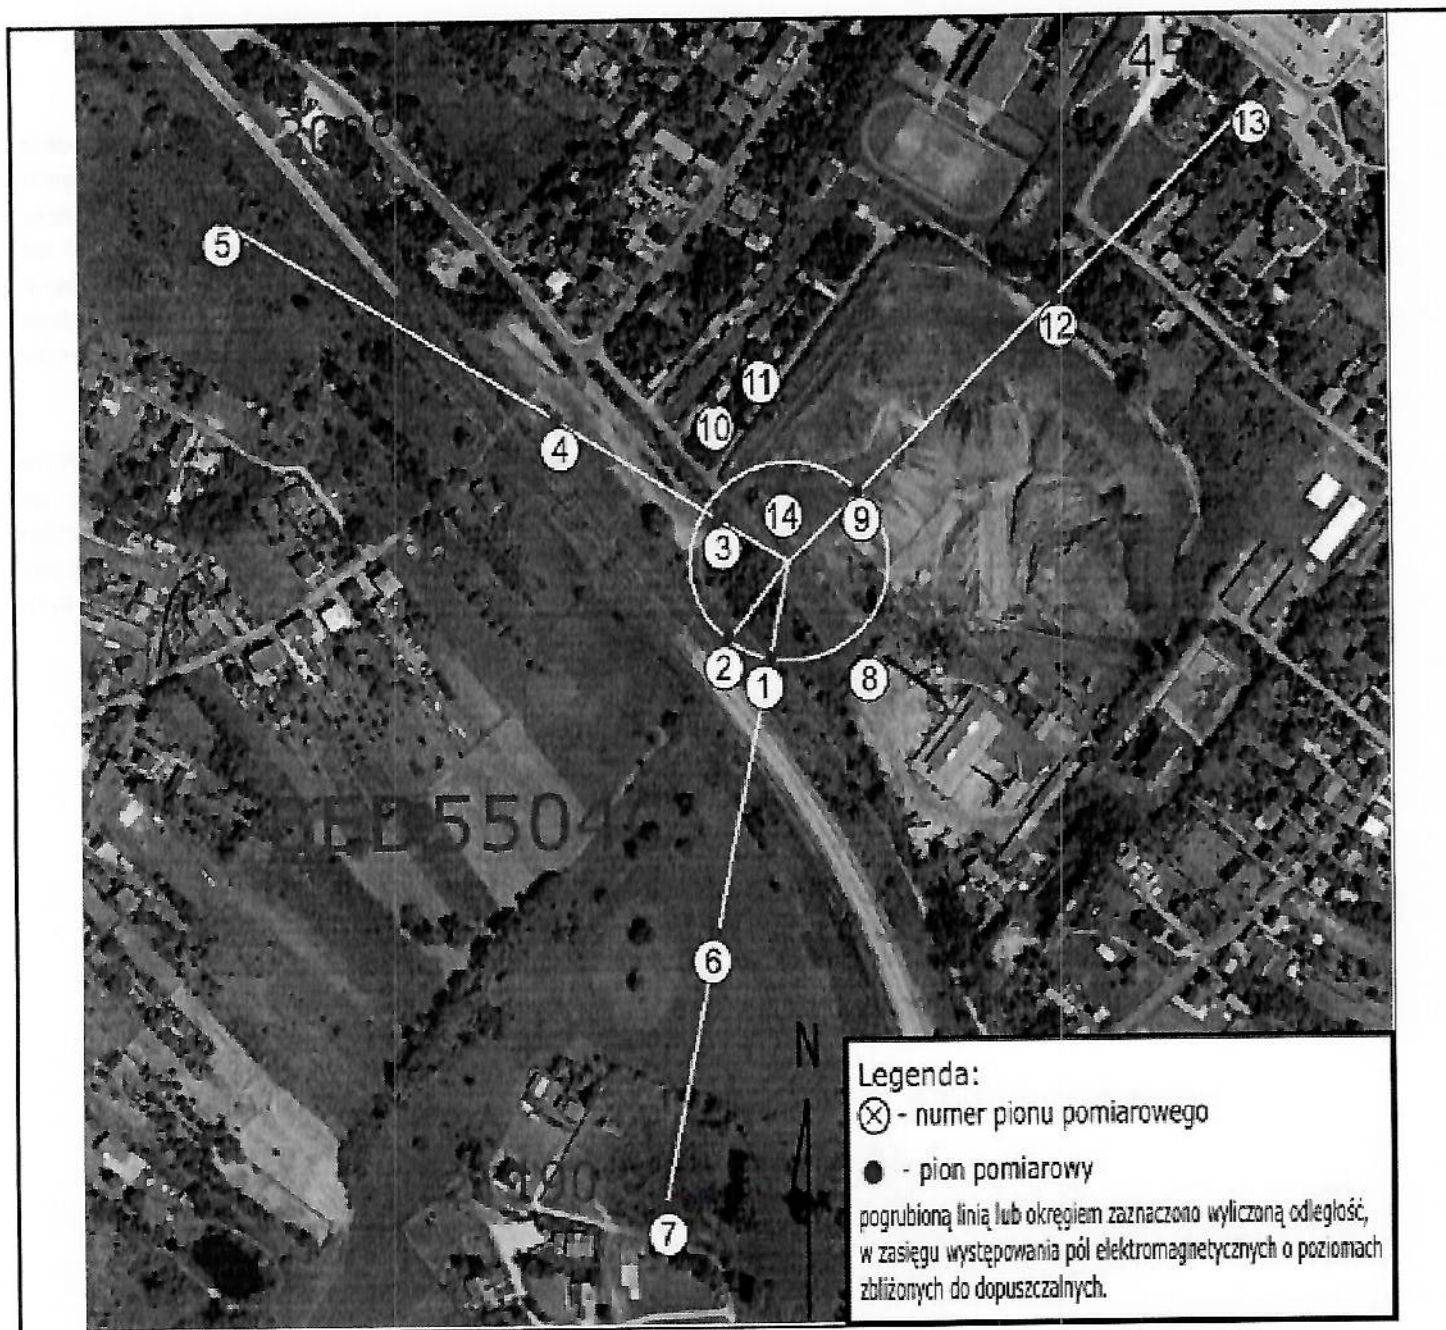 45
13
5
12
11
10
4
14
9
3
2
1
8
5504
6
N
7
Legenda:
- numer pionu pomiarowego
- pion pomiarowy
pogrubioną linią lub okręgiem zaznaczono wyliczoną odległość,
w zasięgu występowania pól elektromagnetycznych o poziomach
zbliżonych do dopuszczalnych.